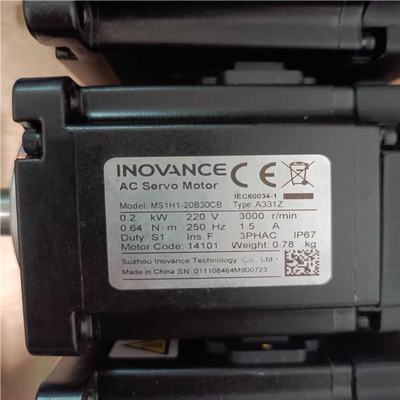 INOVANCE CE
AC Servo Motor IEC60034-1
Model: MS1H1-20B30CB Type: A331Z
0.2 kW 220 V 3000 r/min
0.64 N·m 250 Hz 1.5 A
Duty S1 Ins. F 3PHAC IP67
Motor Code: 14101 Weight: 0.78 kg
Suzhou Inovance Technology Co., Ltd.
Made in China SN: 011108464M900723